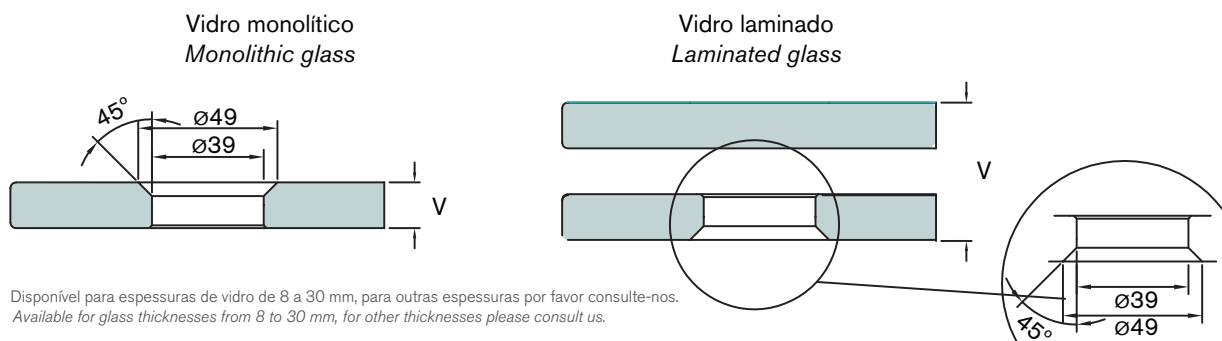 Vidro monolítico
Monolithic glass
45°
ø49
ø39
V
Vidro laminado
Laminated glass
V
ø39
ø49
45°
Disponível para espessuras de vidro de 8 a 30 mm, para outras espessuras por favor consulte-nos.
Available for glass thicknesses from 8 to 30 mm, for other thicknesses please consult us.